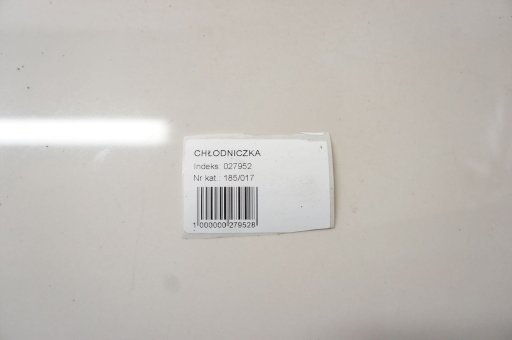 CHŁODNICZKA
Indeks: 027952
Nr kat.: 185/017
1 000000 279528